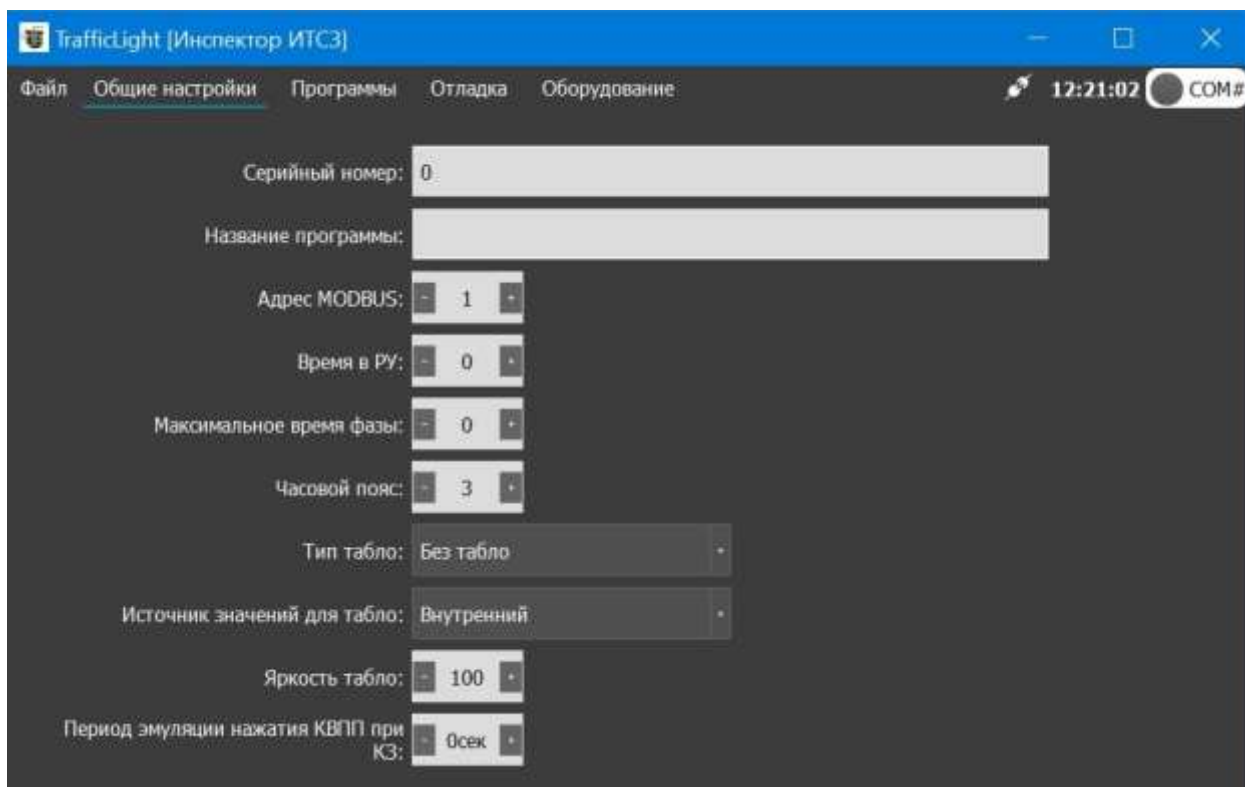 TrafficLight [Инспектор ИТС3]
Файл Общие настройки Программы Отладка Оборудование 12:21:02 COM#
Серийный номер: 0
Название программы:
Адрес MODBUS: - 1 +
Время в РУ: - 0 +
Максимальное время фазы: - 0 +
Часовой пояс: - 3 +
Тип табло: Без табло
Источник значений для табло: Внутренний
Яркость табло: - 100 +
Период эмуляции нажатия КВПП при
КЗ: - 0сек +